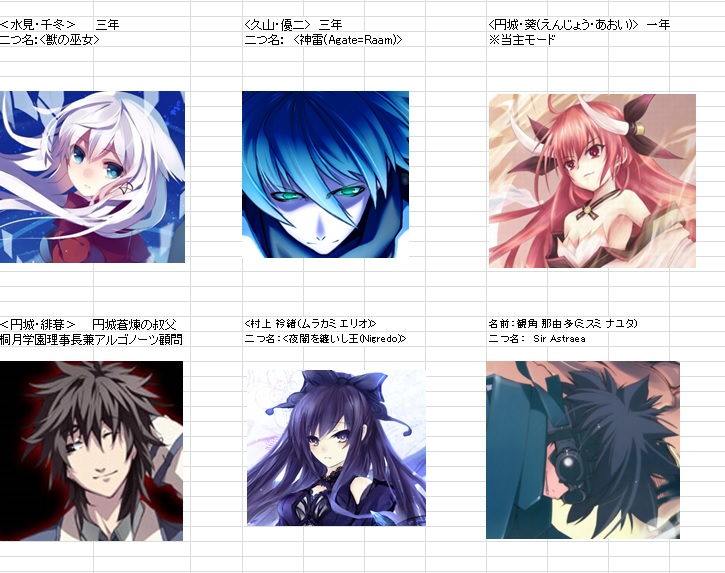 <水見・千冬>　三年
二つ名:<獣の巫女>
<久山・優二>　三年
二つ名:　<神雷(Agate=Raam)>
<円城・葵(えんじょう・あおい)>　一年
※当主モード
<円城・緋暮>　円城蒼煉の叔父
桐月学園理事長兼アルゴノーツ顧問
<村上 衿緒(ムラカミ エリオ)>
二つ名:<夜闇を纏いし王(Nigredo)>
名前：観角 那由多(ミスミ ナユタ)
二つ名：　Sir Astraea